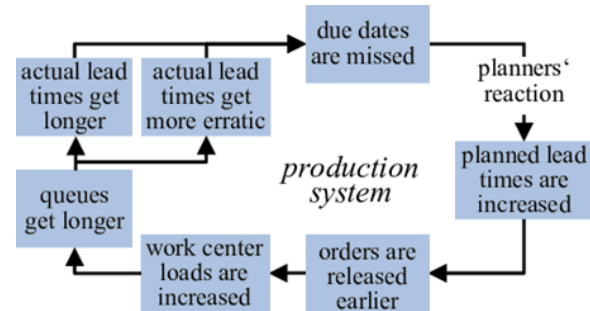 due dates
are missed
actual lead
times get
longer
actual lead
times get
more erratic
planners‘
reaction
production
system
planned lead
times are
increased
queues
get longer
work center
loads are
increased
orders are
released
earlier